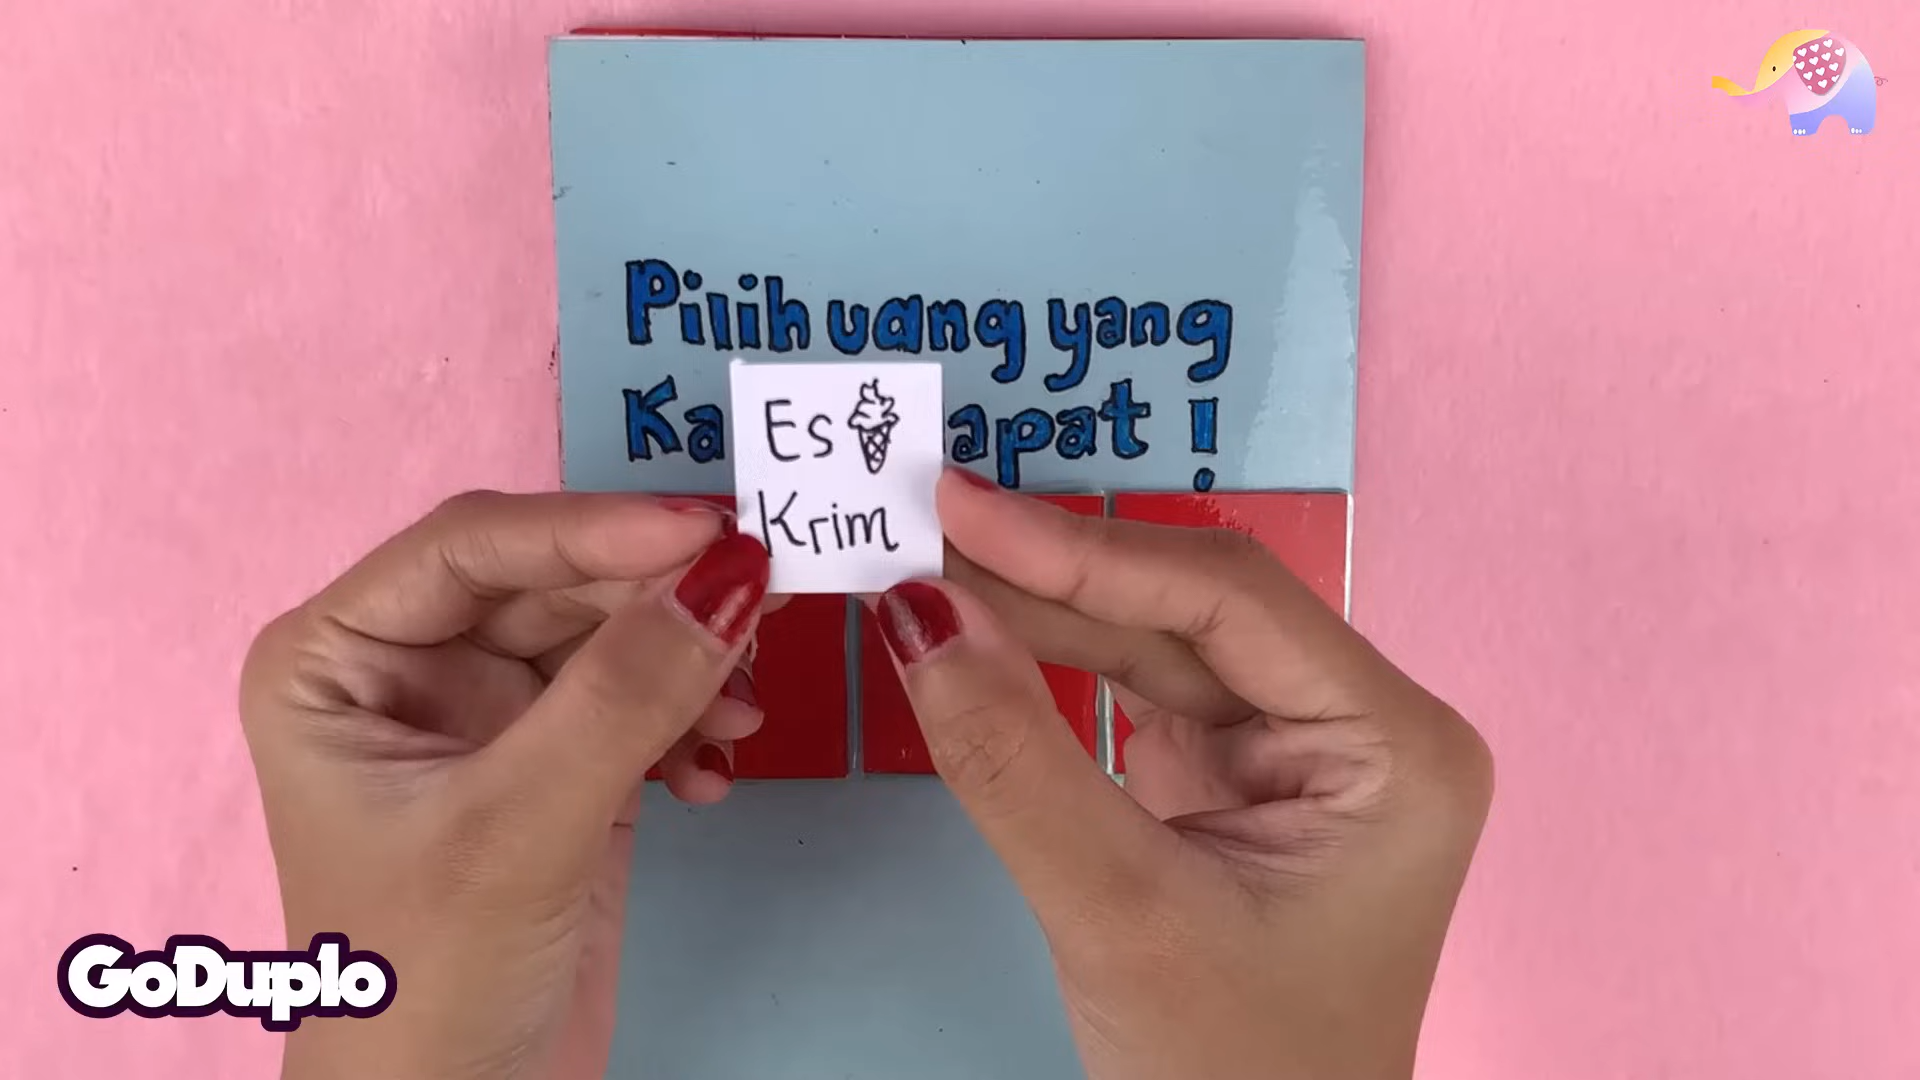 Pilih uang yang
Ka apat !
Es
Krim
GoDuplo